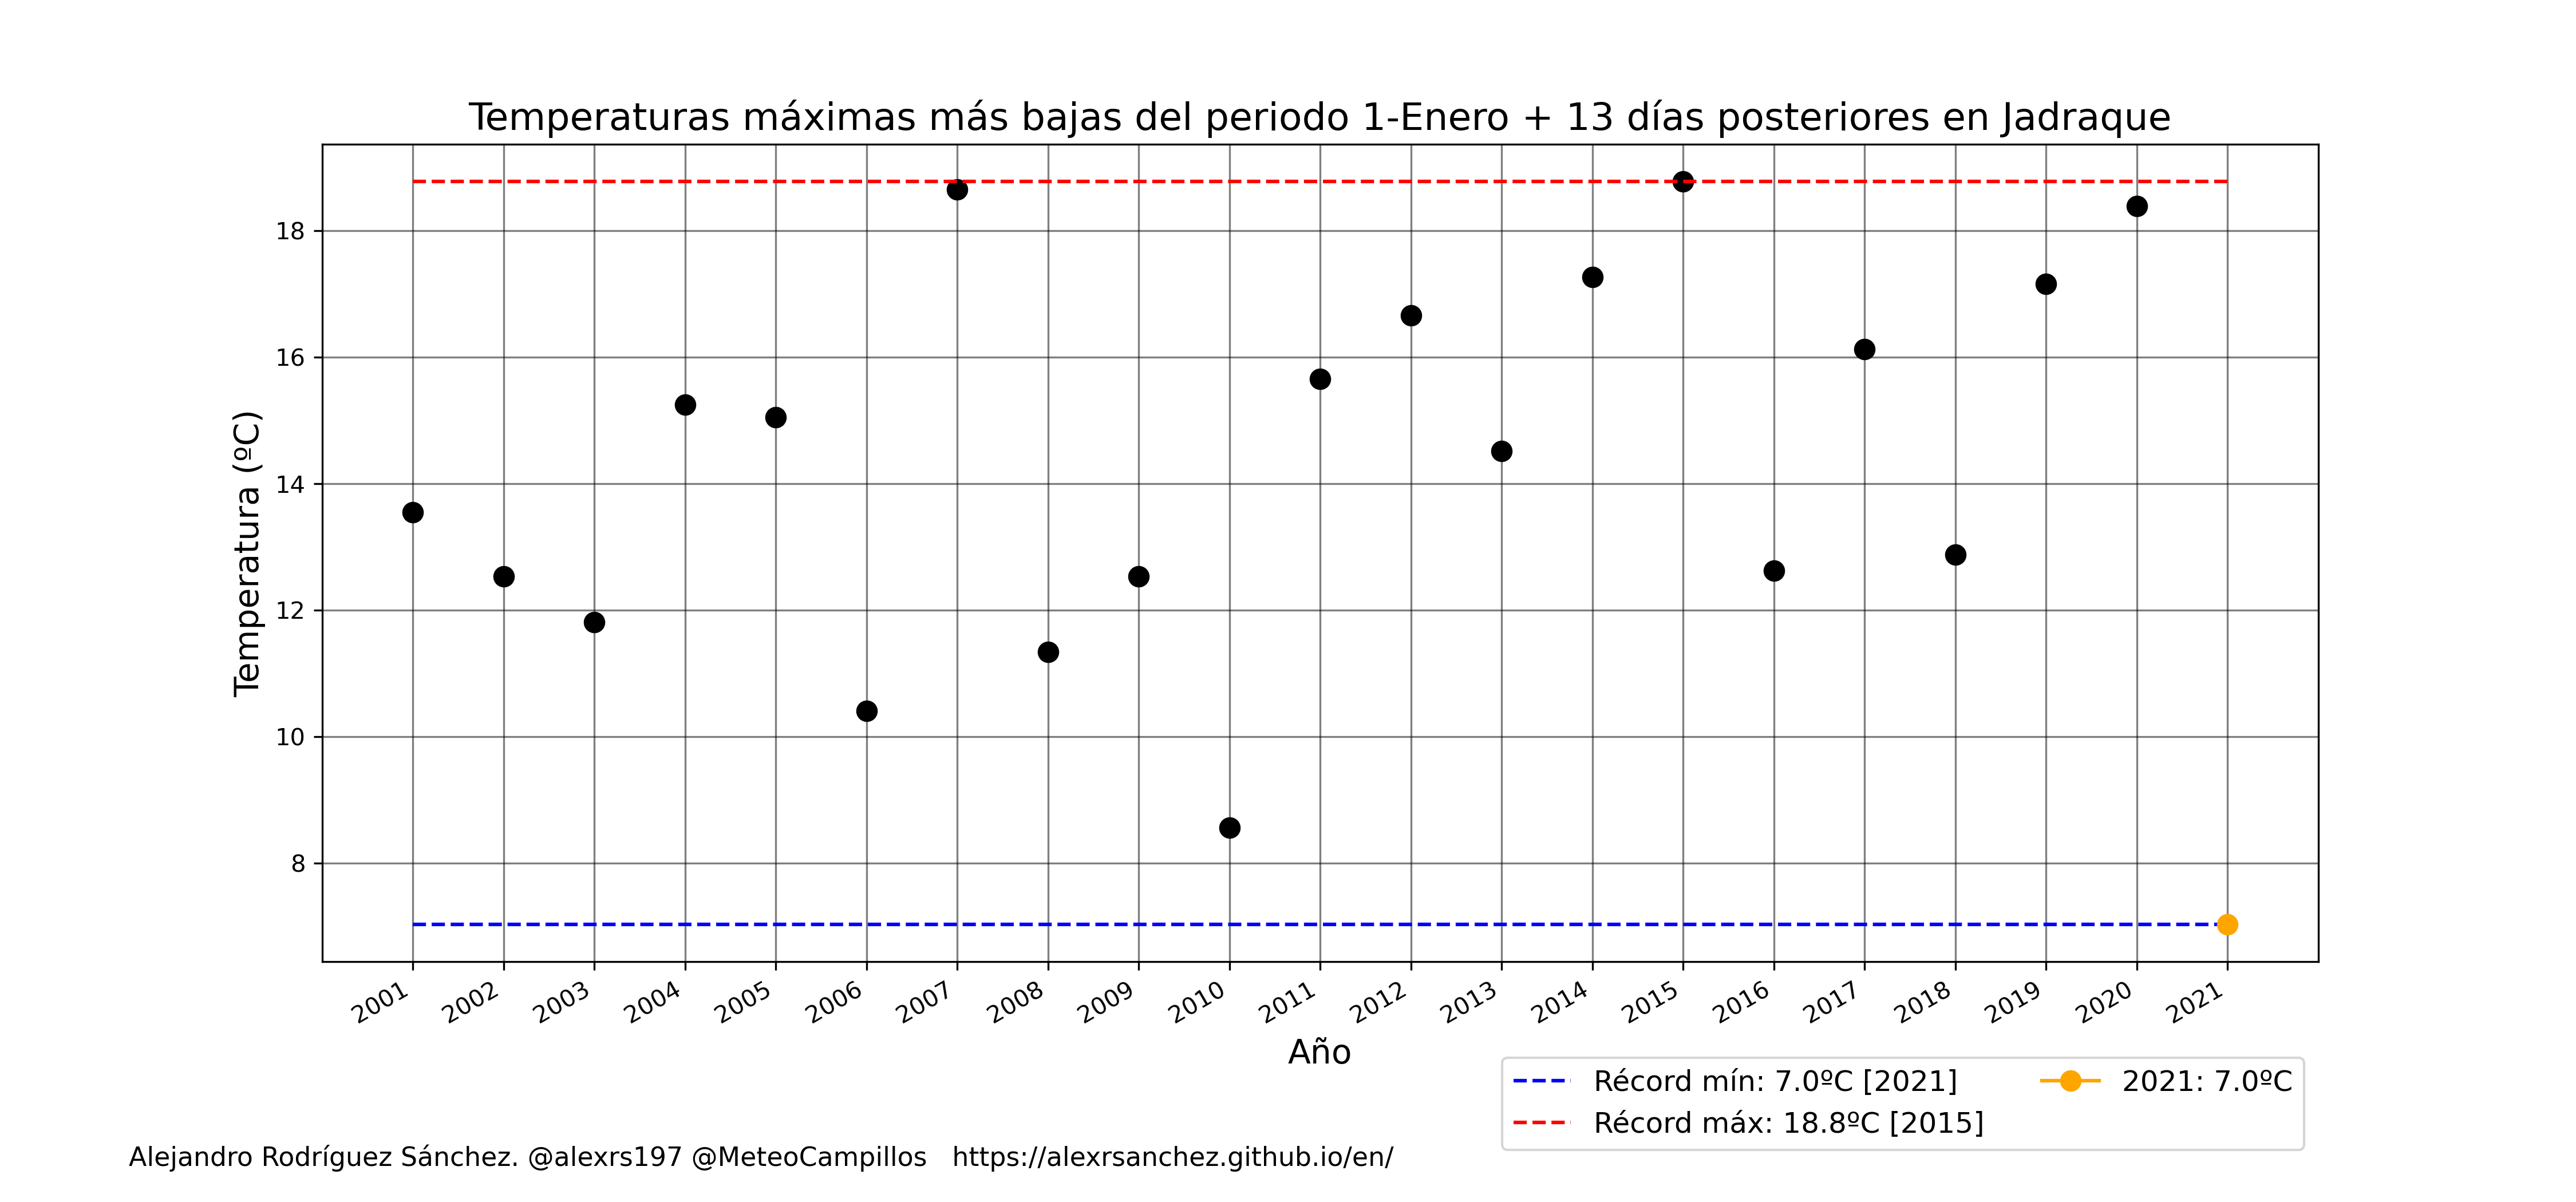 Temperaturas máximas más bajas del periodo 1-Enero + 13 días posteriores en Jadraque
Temperatura (ºC)
18
16
14
12
10
8
2001 2002 2003 2004 2005 2006 2007 2008 2009 2010 2011 2012 2013 2014 2015 2016 2017 2018 2019 2020 2021
Año
Récord mín: 7.0ºC [2021]
Récord máx: 18.8ºC [2015]
2021: 7.0ºC
Alejandro Rodríguez Sánchez. @alexrs197 @MeteoCampillos https://alexrsanchez.github.io/en/